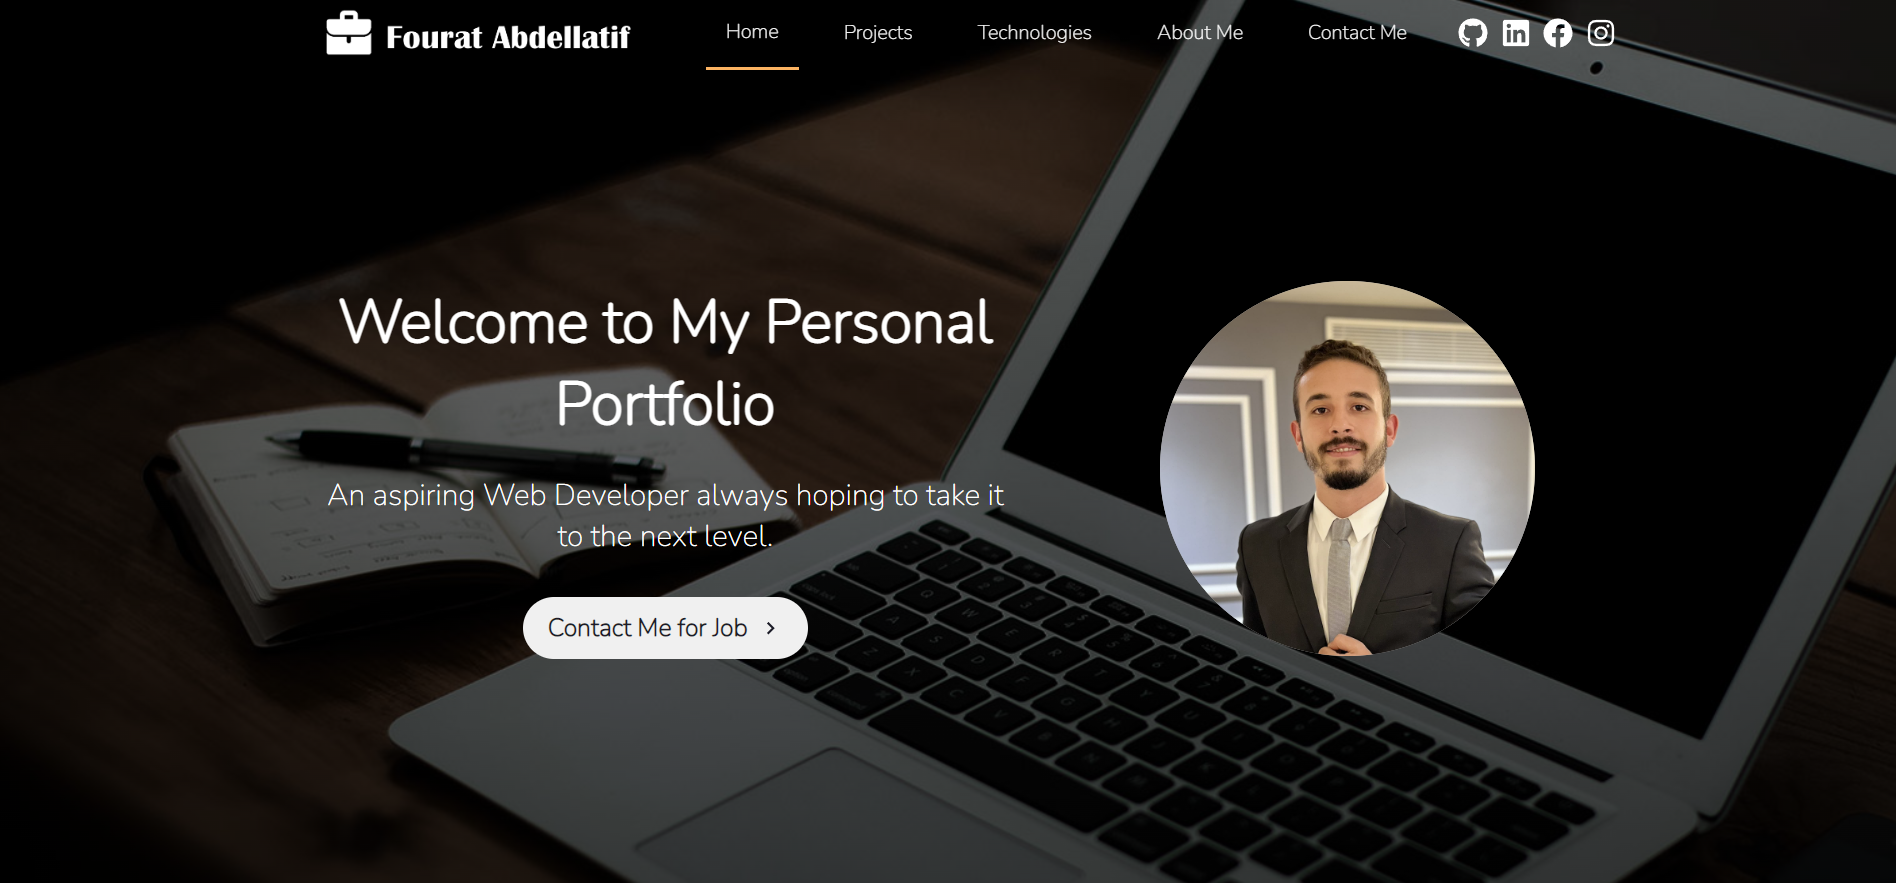 Fourat Abdellatif
Home
Projects
Technologies
About Me
Contact Me
Welcome to My Personal
Portfolio
An aspiring Web Developer always hoping to take it
to the next level.
Contact Me for Job